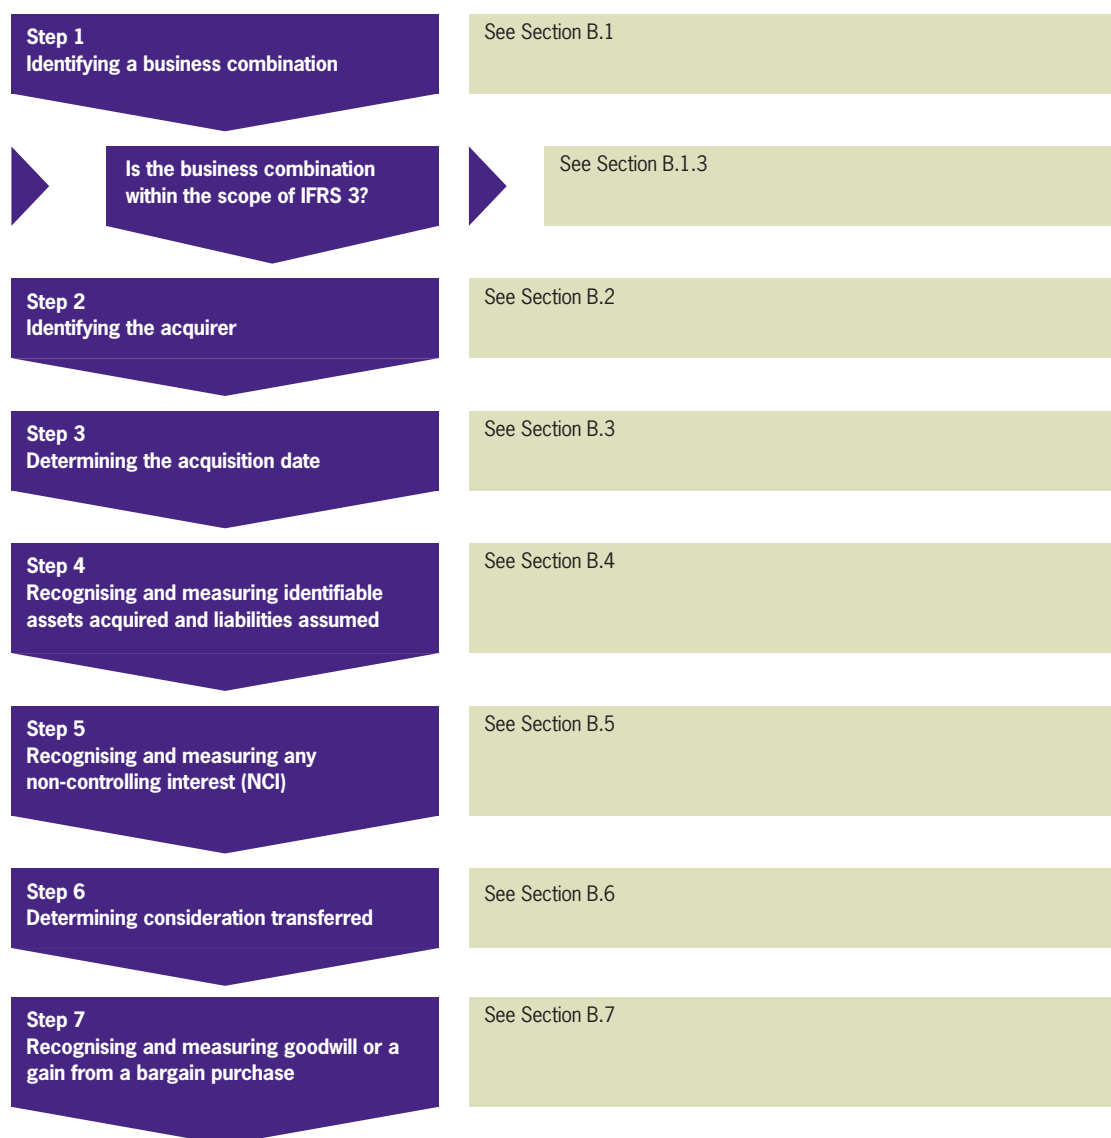 Step 1
Identifying a business combination
See Section B.1
Is the business combination
within the scope of IFRS 3?
See Section B.1.3
Step 2
Identifying the acquirer
See Section B.2
Step 3
Determining the acquisition date
See Section B.3
Step 4
Recognising and measuring identifiable
assets acquired and liabilities assumed
See Section B.4
Step 5
Recognising and measuring any
non-controlling interest (NCI)
See Section B.5
Step 6
Determining consideration transferred
See Section B.6
Step 7
Recognising and measuring goodwill or a
gain from a bargain purchase
See Section B.7